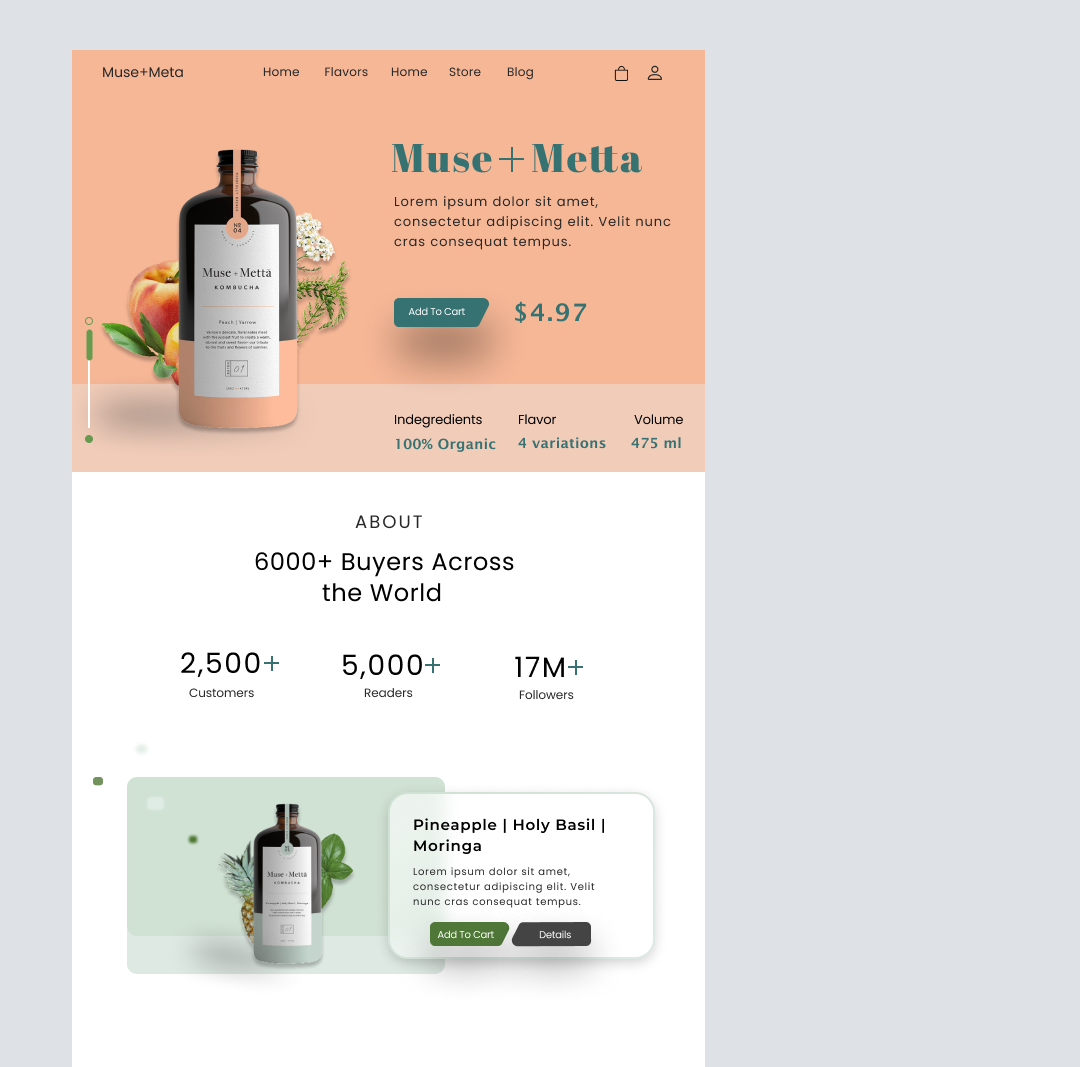 Muse+Meta
Home Flavors Home Store Blog
Muse+Metta
Lorem ipsum dolor sit amet,
consectetur adipiscing elit. Velit nunc
cras consequat tempus.
Add To Cart
$4.97
Nº
04
Muse+Mettā
KOMBUCHA
Peach | Yarrow
Indegredients
Flavor
Volume
100% Organic
4 variations
475 ml
ABOUT
6000+ Buyers Across
the World
2,500+
Customers
5,000+
Readers
17M+
Followers
Muse+Mettā
KOMBUCHA
Pineapple | Holy Basil |
Moringa
Lorem ipsum dolor sit amet,
consectetur adipiscing elit. Velit
nunc cras consequat tempus.
Add To Cart
Details